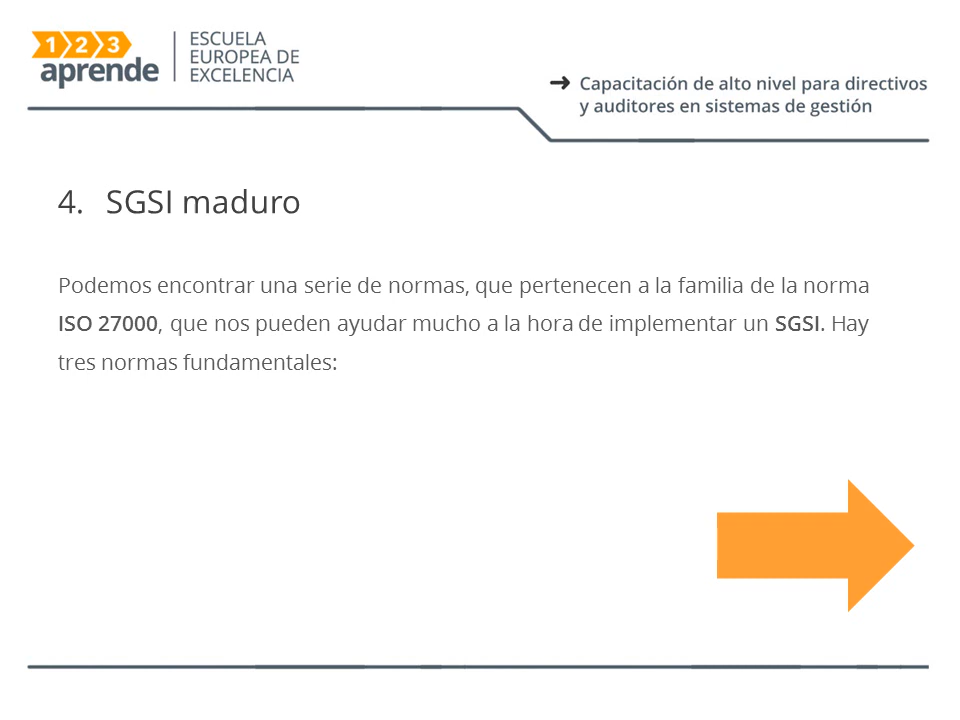 1 2 3
aprende
ESCUELA
EUROPEA DE
EXCELENCIA
Capacitación de alto nivel para directivos
y auditores en sistemas de gestión
4. SGSI maduro
Podemos encontrar una serie de normas, que pertenecen a la familia de la norma
ISO 27000, que nos pueden ayudar mucho a la hora de implementar un SGSI. Hay
tres normas fundamentales: